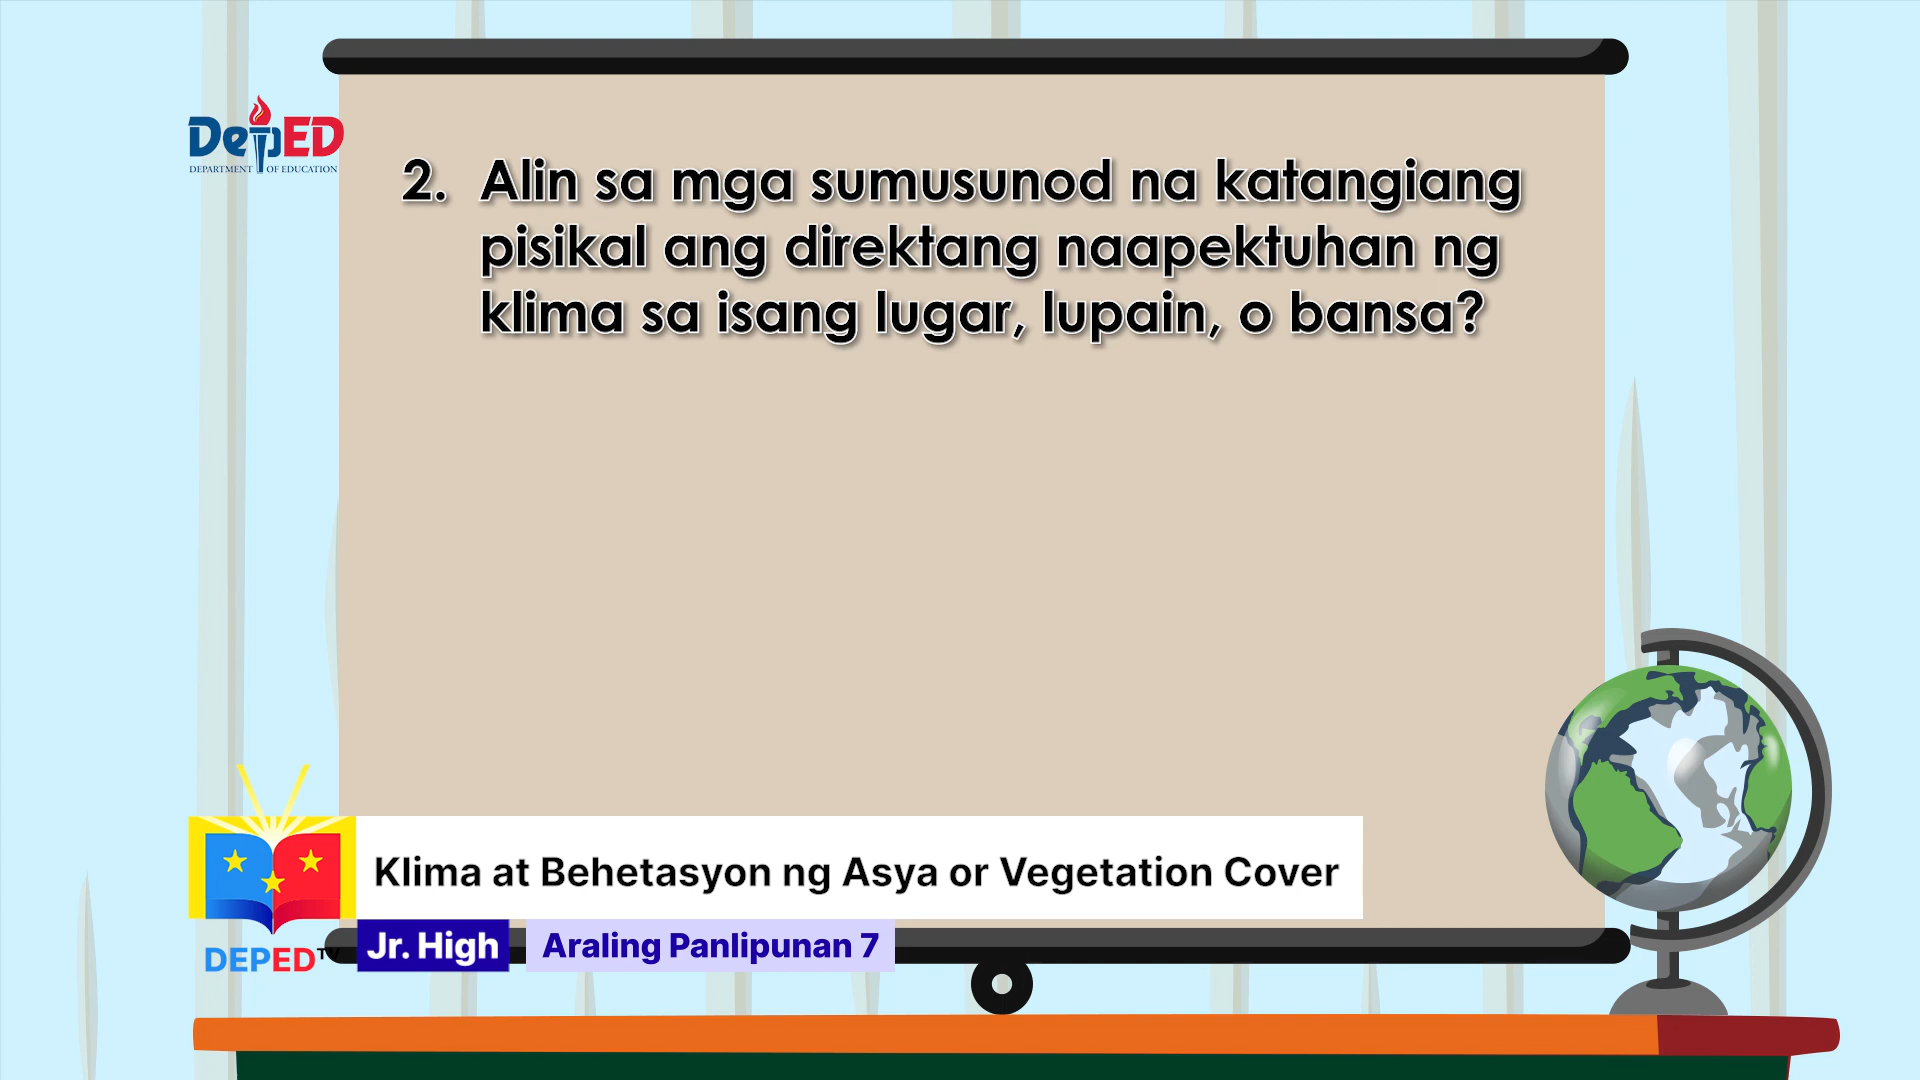 DepED
DEPARTMENT OF EDUCATION
2. Alin sa mga sumusunod na katangiang
pisikal ang direktang naapektuhan ng
klima sa isang lugar, lupain, o bansa?
Klima at Behetasyon ng Asya or Vegetation Cover
DEPED TV
Jr. High
Araling Panlipunan 7